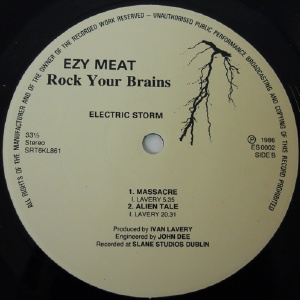 ALL RIGHTS OF THE MANUFACTURER AND OF THE OWNER OF THE RECORDED WORK RESERVED – UNAUTHORISED PUBLIC PERFORMANCE BROADCASTING AND COPYING OF THIS RECORD PROHIBITED
EZY MEAT
Rock Your Brains
ELECTRIC STORM
33⅓
Stereo
SRT6KL861
℗ 1986
ES0002
SIDE B
1. MASSACRE
I. LAVERY 5.35
2. ALIEN TALE
I. LAVERY 20.31
Produced by IVAN LAVERY
Engineered by JOHN DEE
Recorded at SLANE STUDIOS DUBLIN